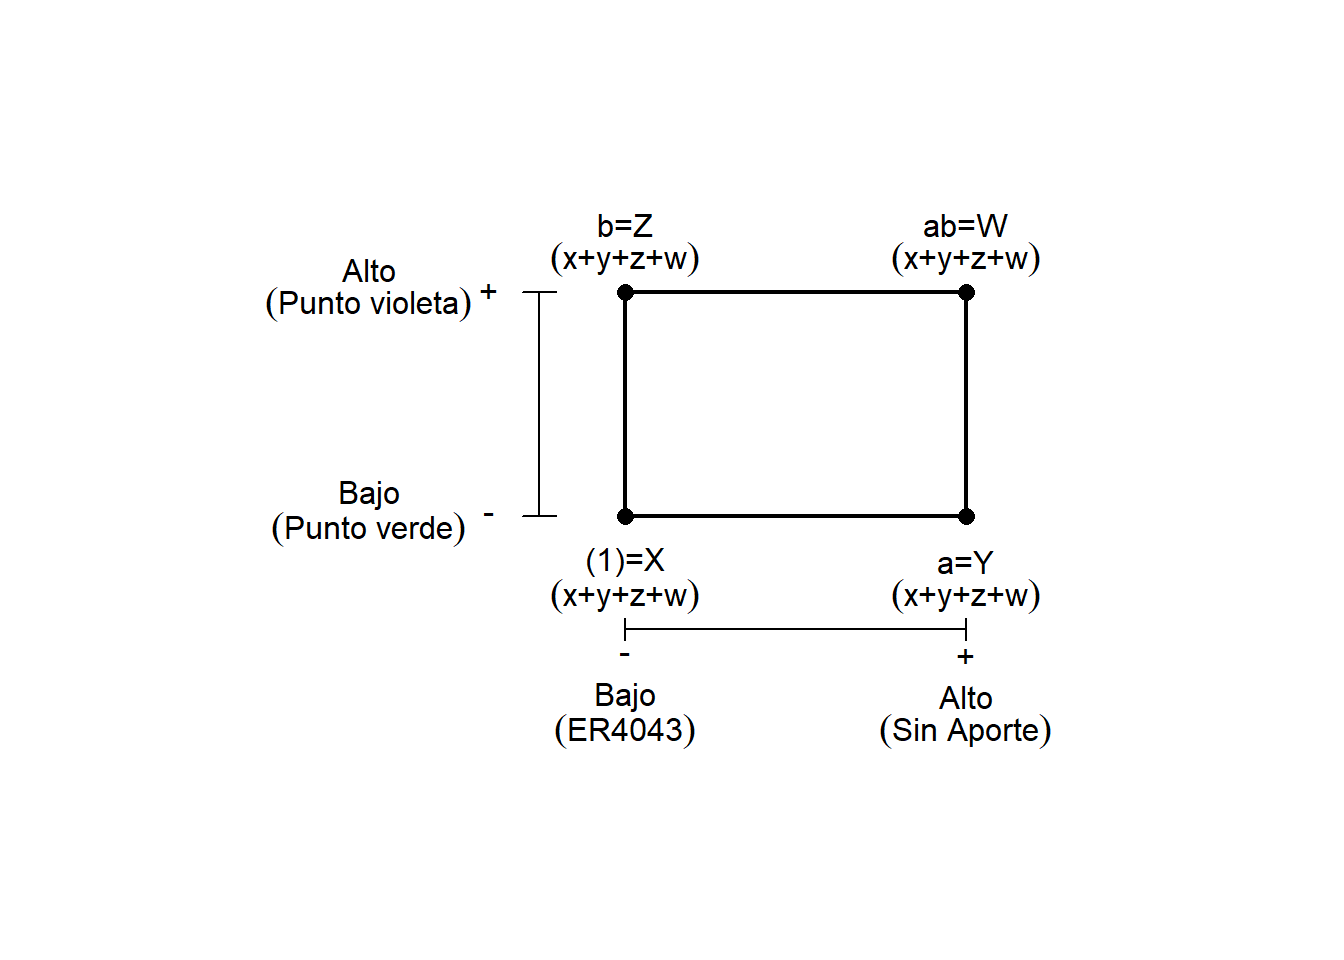 b=Z
(x+y+z+w)
ab=W
(x+y+z+w)
Alto
(Punto violeta)
+
Bajo
(Punto verde)
-
(1)=X
(x+y+z+w)
a=Y
(x+y+z+w)
-
+
Bajo
(ER4043)
Alto
(Sin Aporte)